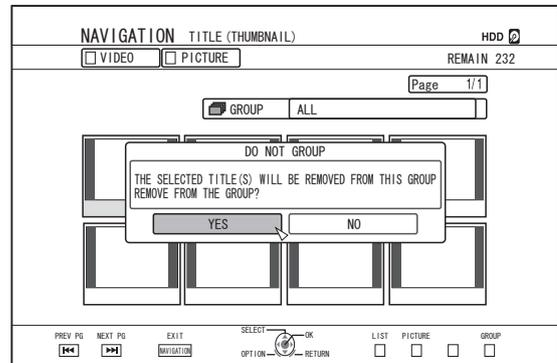 NAVIGATION TITLE (THUMBNAIL) HDD
VIDEO PICTURE REMAIN 232
Page 1/1
GROUP ALL
DO NOT GROUP
THE SELECTED TITLE(S) WILL BE REMOVED FROM THIS GROUP
REMOVE FROM THE GROUP?
YES NO
PREV PG NEXT PG EXIT SELECT OK LIST PICTURE GROUP
NAVIGATION OPTION RETURN